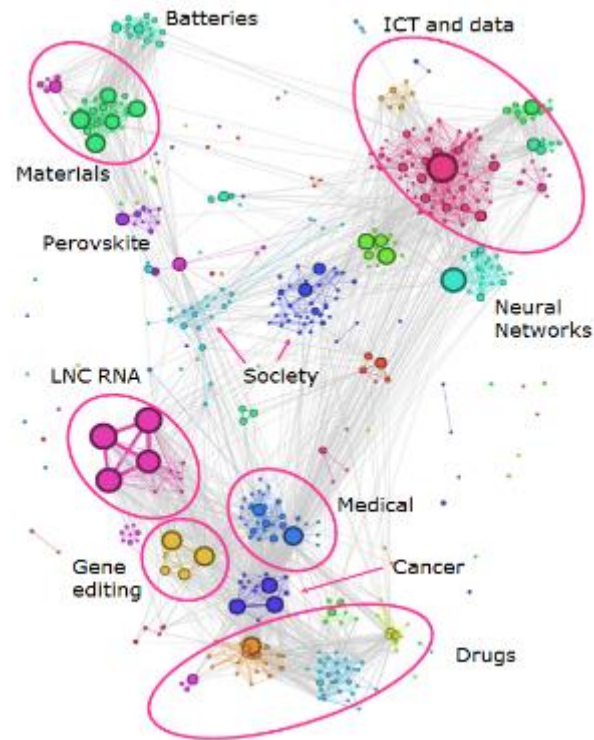 Batteries
ICT and data
Materials
Perovskite
Neural
Networks
Society
LNC RNA
Medical
Gene
editing
Cancer
Drugs